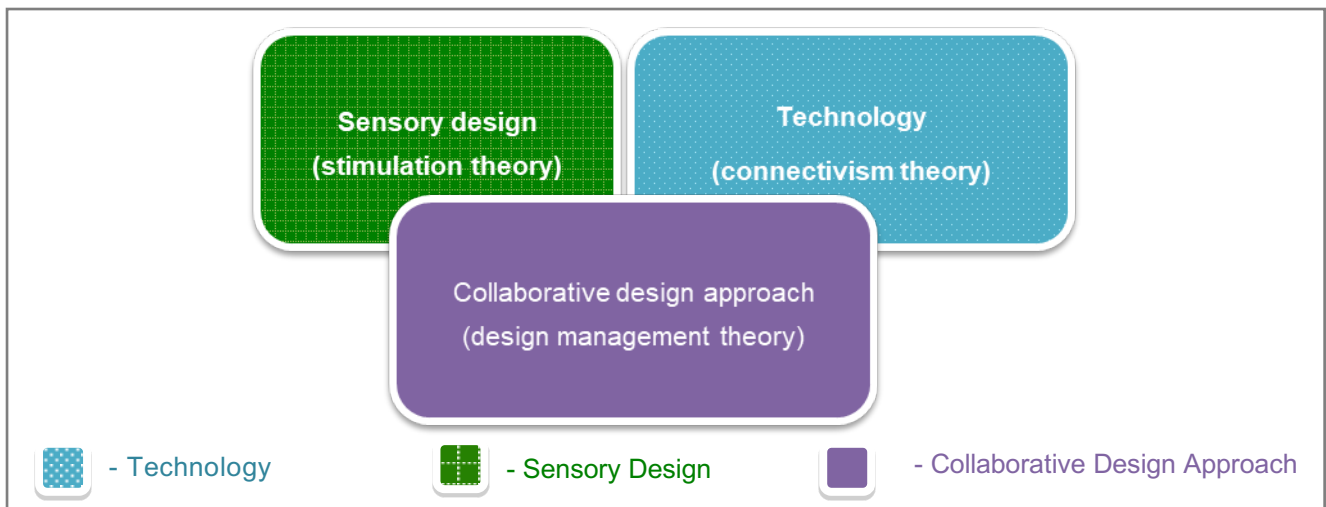 Sensory design
(stimulation theory)
Technology
(connectivism theory)
Collaborative design approach
(design management theory)
- Technology
- Sensory Design
- Collaborative Design Approach